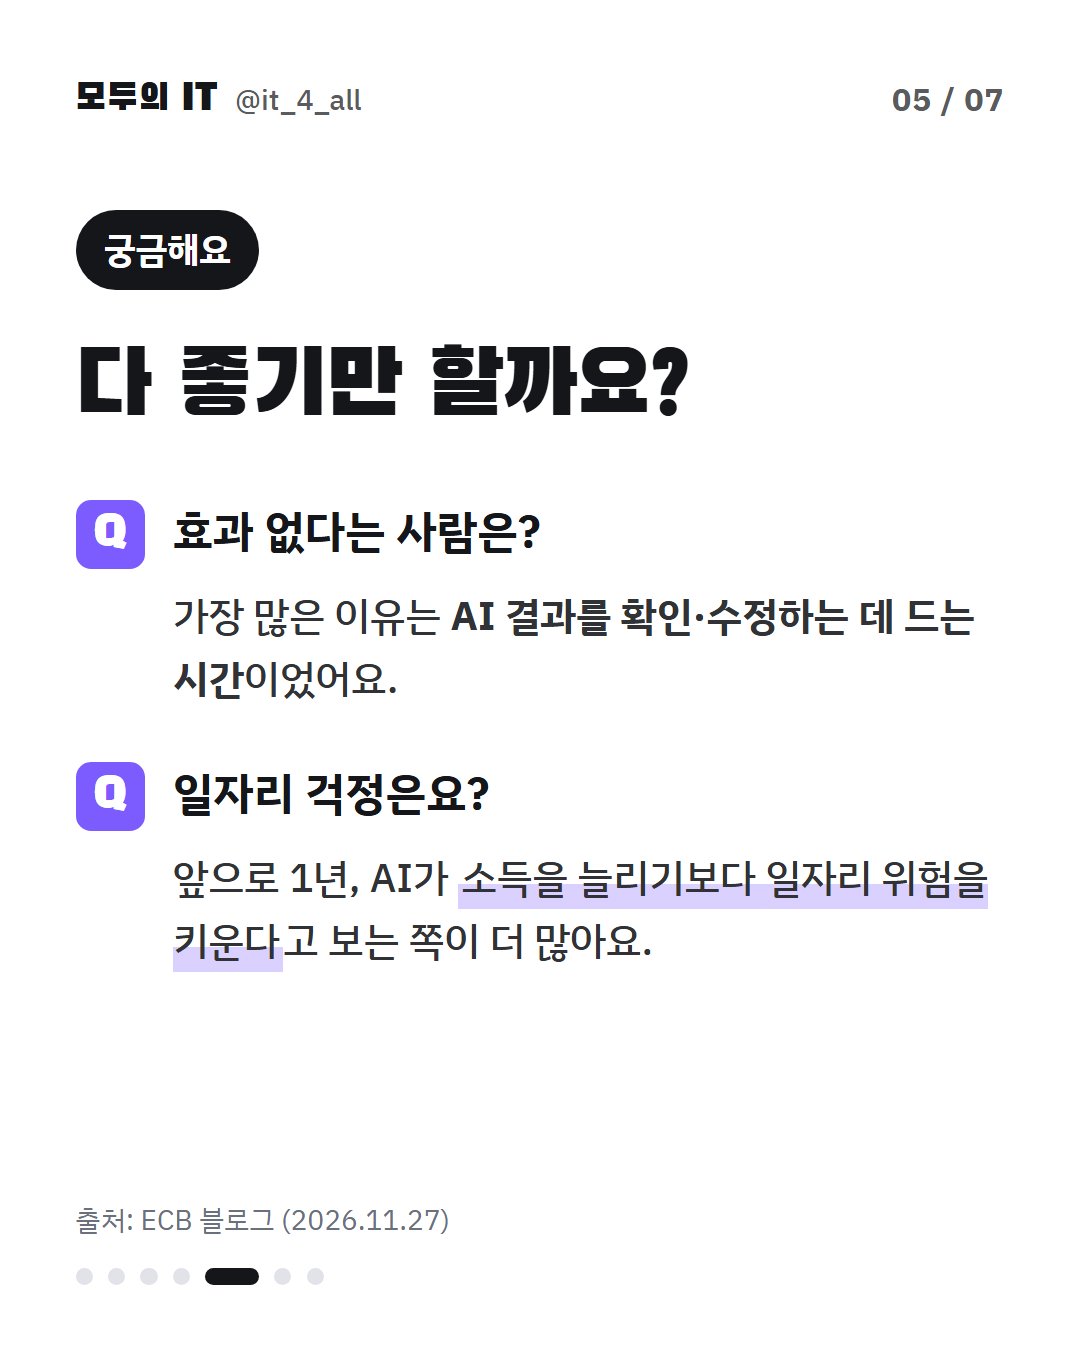 모두의 IT @it_4_all 05 / 07
궁금해요
다 좋기만 할까요?
Q 효과 없다는 사람은?
가장 많은 이유는 AI 결과를 확인·수정하는 데 드는
시간이었어요.
Q 일자리 걱정은요?
앞으로 1년, AI가 소득을 늘리기보다 일자리 위험을
키운다고 보는 쪽이 더 많아요.
출처: ECB 블로그 (2026.11.27)